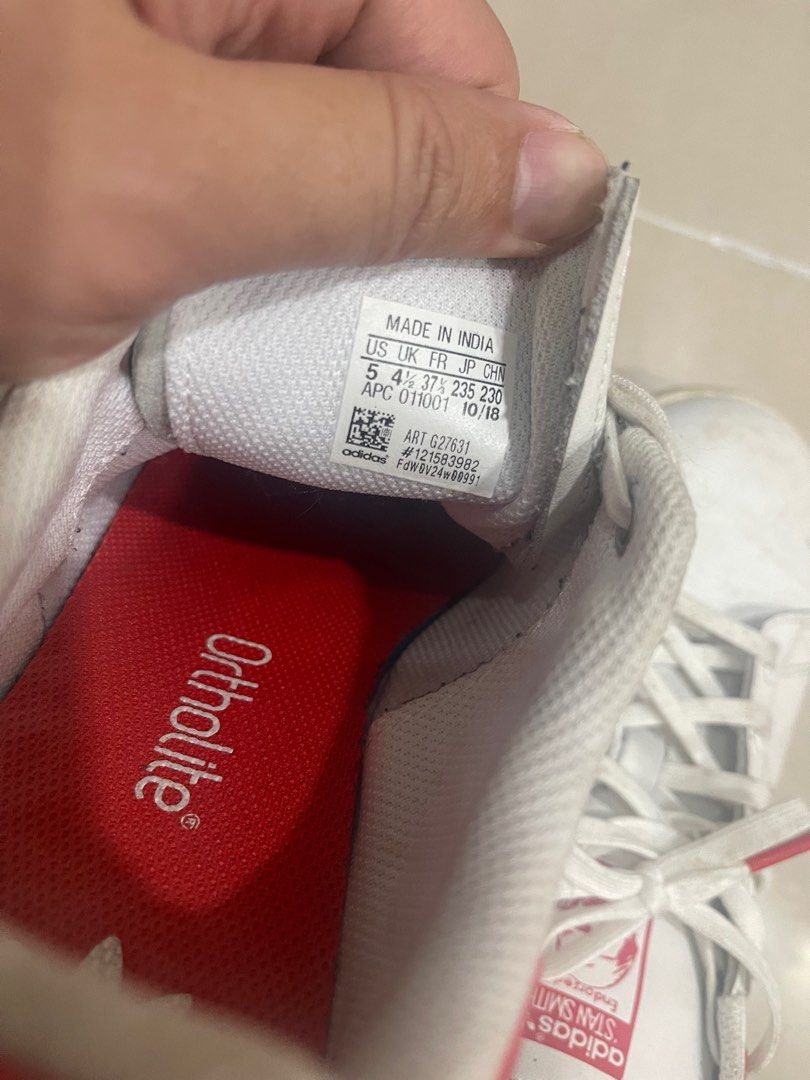 MADE IN INDIA
US UK FR JP CHN
5 4½ 37⅓ 235 230
APC 011001 10/18
ART G27631
#121583982
adidas
FdW0V24w00991
Ortholite®
Endorsed
STAN SMITH
adidas